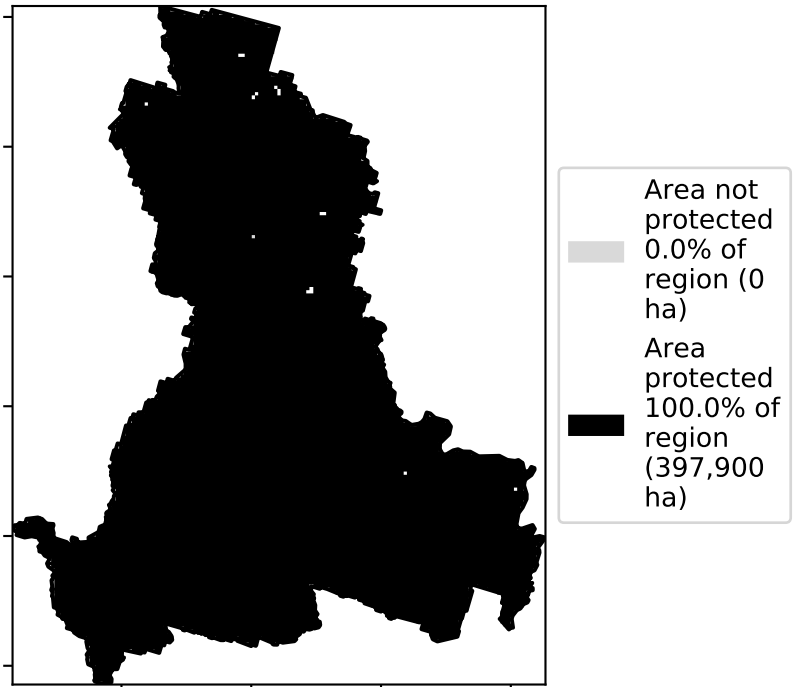 Area not
protected
0.0% of
region (0
ha)
Area
protected
100.0% of
region
(397,900
ha)